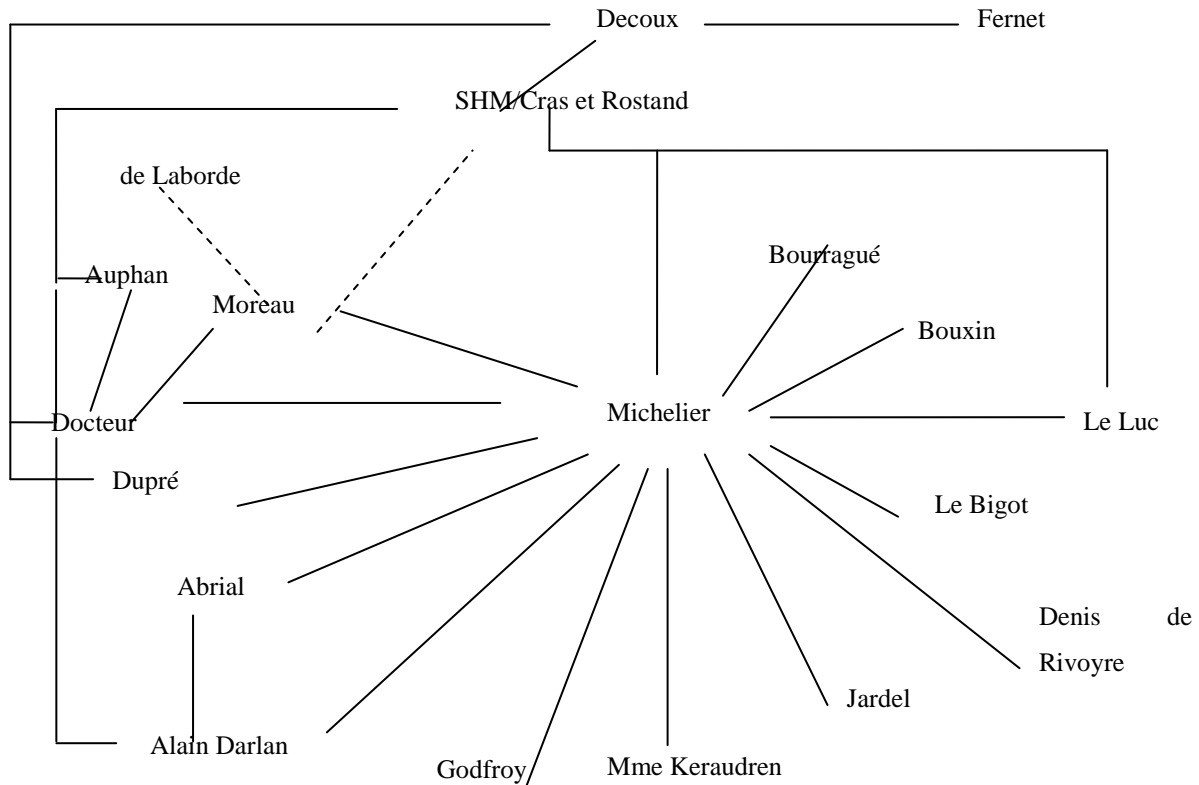 Decoux
Fernet
SHM/Cras et Rostand
de Laborde
Bourragué
Auphan
Moreau
Bouxin
Michelier
Le Luc
Docteur
Dupré
Le Bigot
Abrial
Denis de
Rivoyre
Jardel
Alain Darlan
Godfroy
Mme Keraudren